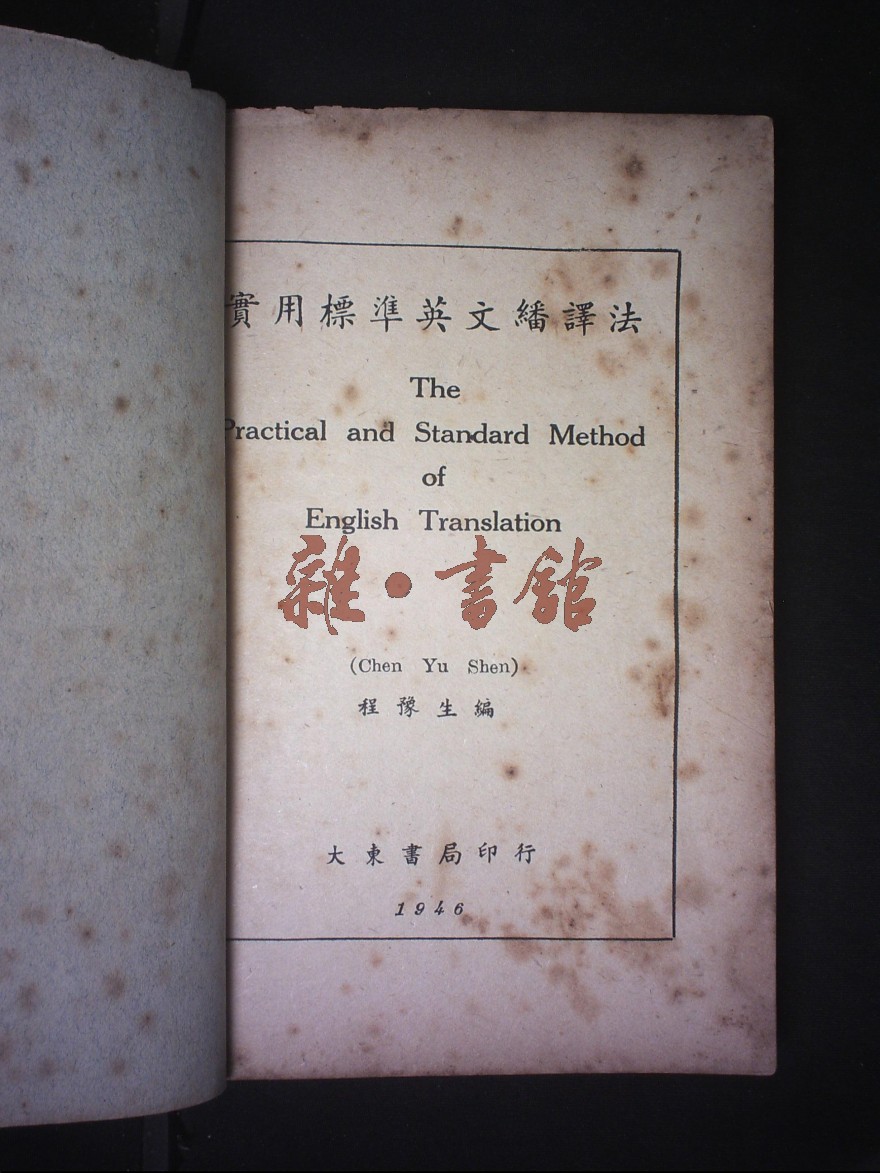 實用標準英文繙譯法
The
Practical and Standard Method
of
English Translation
雜·書館
(Chen Yu Shen)
程豫生編
大東書局印行
1946